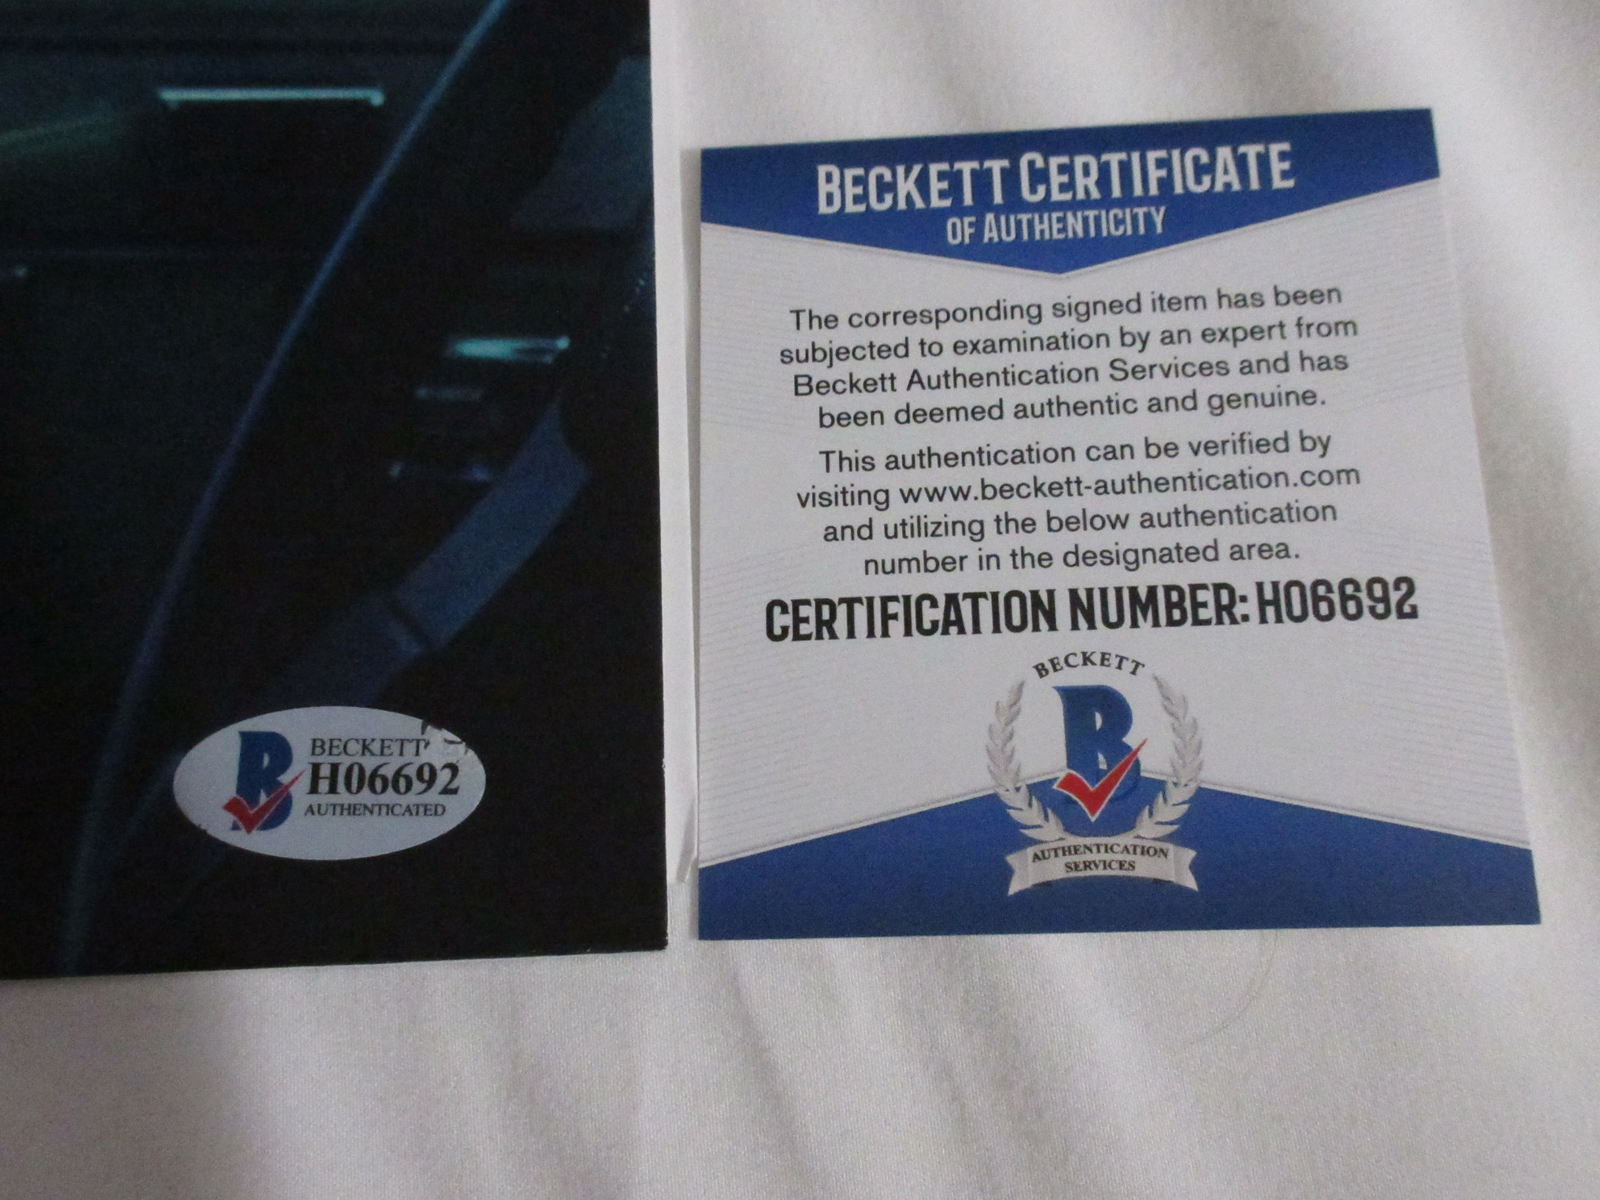 BECKETT CERTIFICATE
OF AUTHENTICITY
The corresponding signed item has been
subjected to examination by an expert from
Beckett Authentication Services and has
been deemed authentic and genuine.
This authentication can be verified by
visiting www.beckett-authentication.com
and utilizing the below authentication
number in the designated area.
CERTIFICATION NUMBER: H06692
BECKETT
B
AUTHENTICATION
SERVICES
B
BECKETT
H06692
AUTHENTICATED